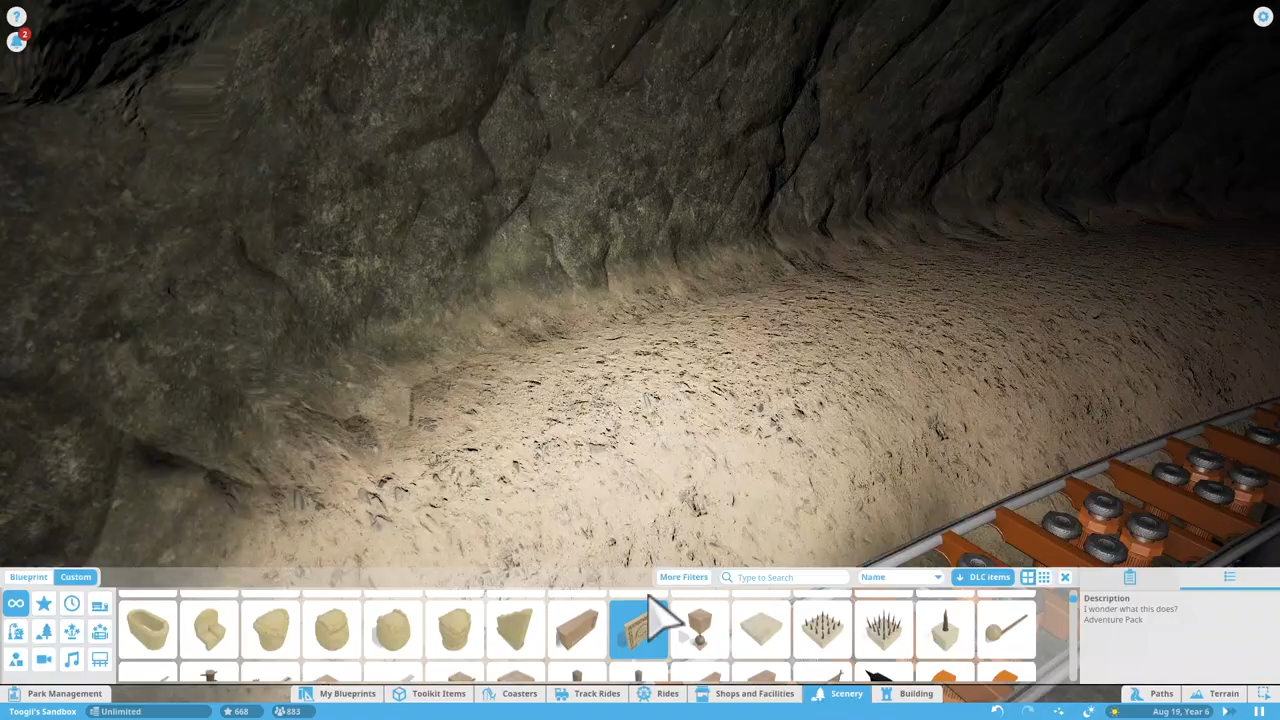 ?
2
Blueprint
Custom
More Filters
Type to Search
Name
DLC items
Description
I wonder what this does?
Adventure Pack
Park Management
My Blueprints
Toolkit Items
Coasters
Track Rides
Rides
Shops and Facilities
Scenery
Building
Paths
Terrain
Toogii's Sandbox
Unlimited
668
883
Aug 19, Year 6